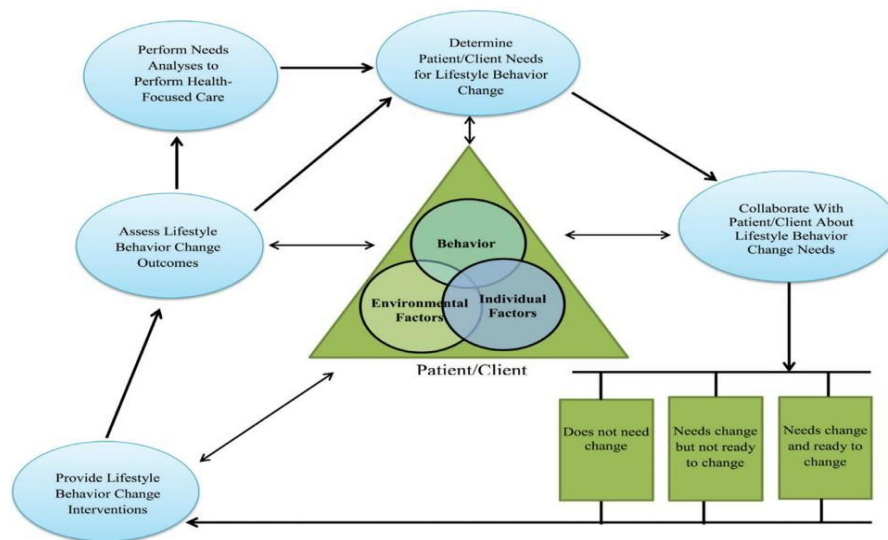 Perform Needs
Analyses to
Perform Health-
Focused Care
Determine
Patient/Client Needs
for Lifestyle Behavior
Change
Assess Lifestyle
Behavior Change
Outcomes
Behavior
Environmental
Factors
Individual
Factors
Patient/Client
Collaborate With
Patient/Client About
Lifestyle Behavior
Change Needs
Does not need
change
Needs change
but not ready
to change
Needs change
and ready to
change
Provide Lifestyle
Behavior Change
Interventions